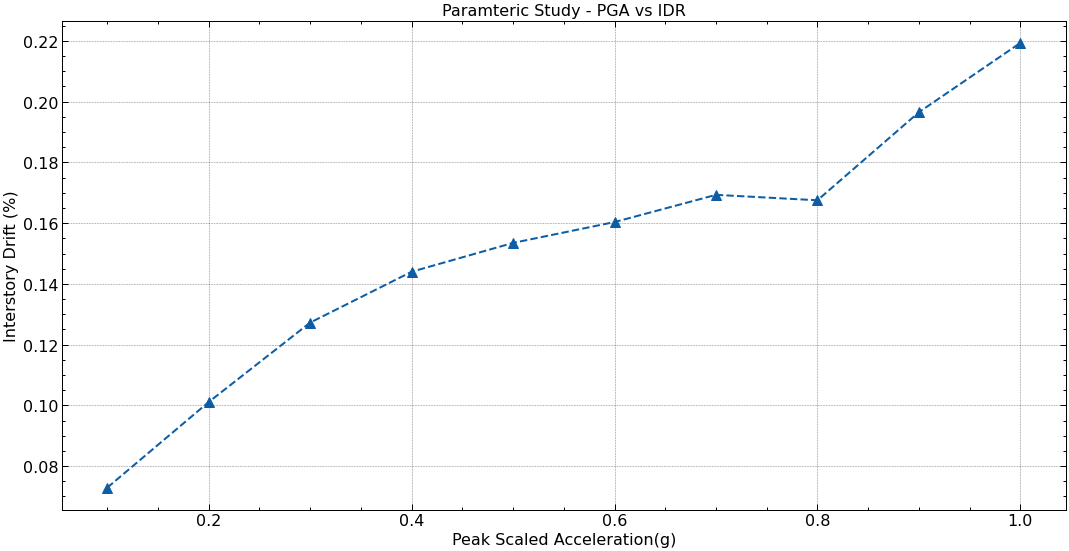 Paramteric Study - PGA vs IDR
0.22
0.20
0.18
0.16
0.14
0.12
0.10
0.08
Interstory Drift (%)
0.2 0.4 0.6 0.8 1.0
Peak Scaled Acceleration(g)